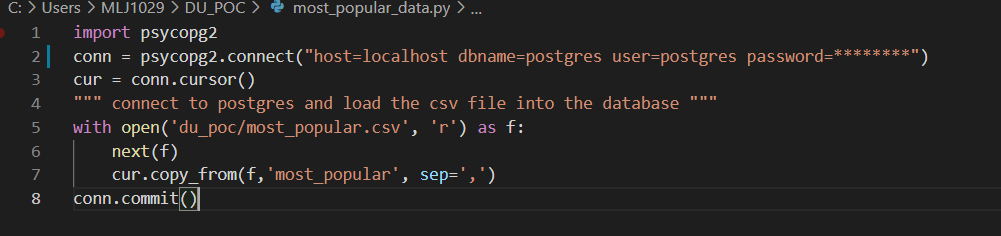 C: > Users > MLJ1029 > DU_POC > most_popular_data.py > ...
1 import psycopg2
2 conn = psycopg2.connect("host=localhost dbname=postgres user=postgres password=********")
3 cur = conn.cursor()
4 """ connect to postgres and load the csv file into the database """
5 with open('du_poc/most_popular.csv', 'r') as f:
6     next(f)
7     cur.copy_from(f,'most_popular', sep=',')
8 conn.commit()